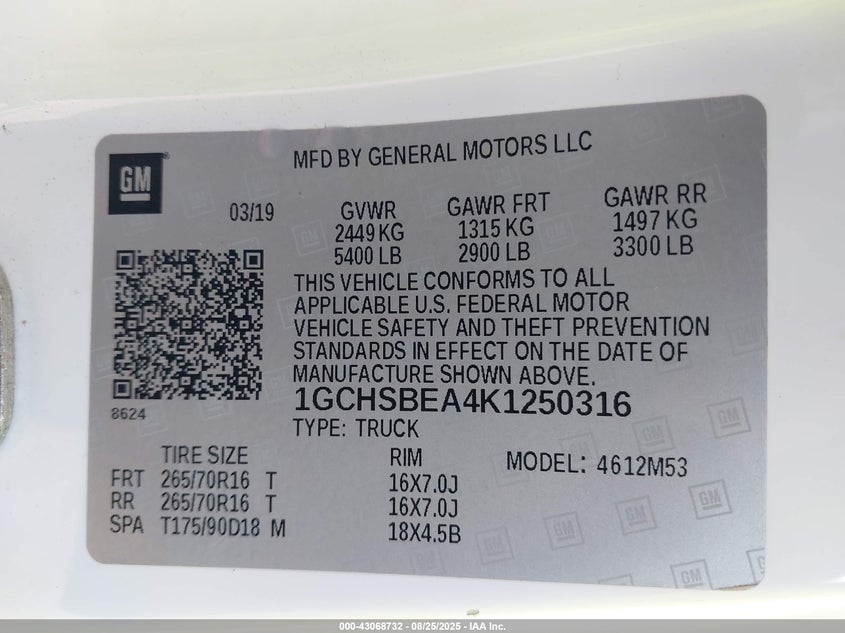 MFD BY GENERAL MOTORS LLC
GM
03/19
GVWR GAWR FRT GAWR RR
2449 KG 1315 KG 1497 KG
5400 LB 2900 LB 3300 LB
THIS VEHICLE CONFORMS TO ALL
APPLICABLE U.S. FEDERAL MOTOR
VEHICLE SAFETY AND THEFT PREVENTION
STANDARDS IN EFFECT ON THE DATE OF
MANUFACTURE SHOWN ABOVE.
8624
1GCHSBEA4K1250316
TYPE: TRUCK
TIRE SIZE RIM MODEL: 4612M53
FRT 265/70R16 T 16X7.0J
RR 265/70R16 T 16X7.0J
SPA T175/90D18 M 18X4.5B
000-43068732 - 08/25/2025 - IAA Inc.